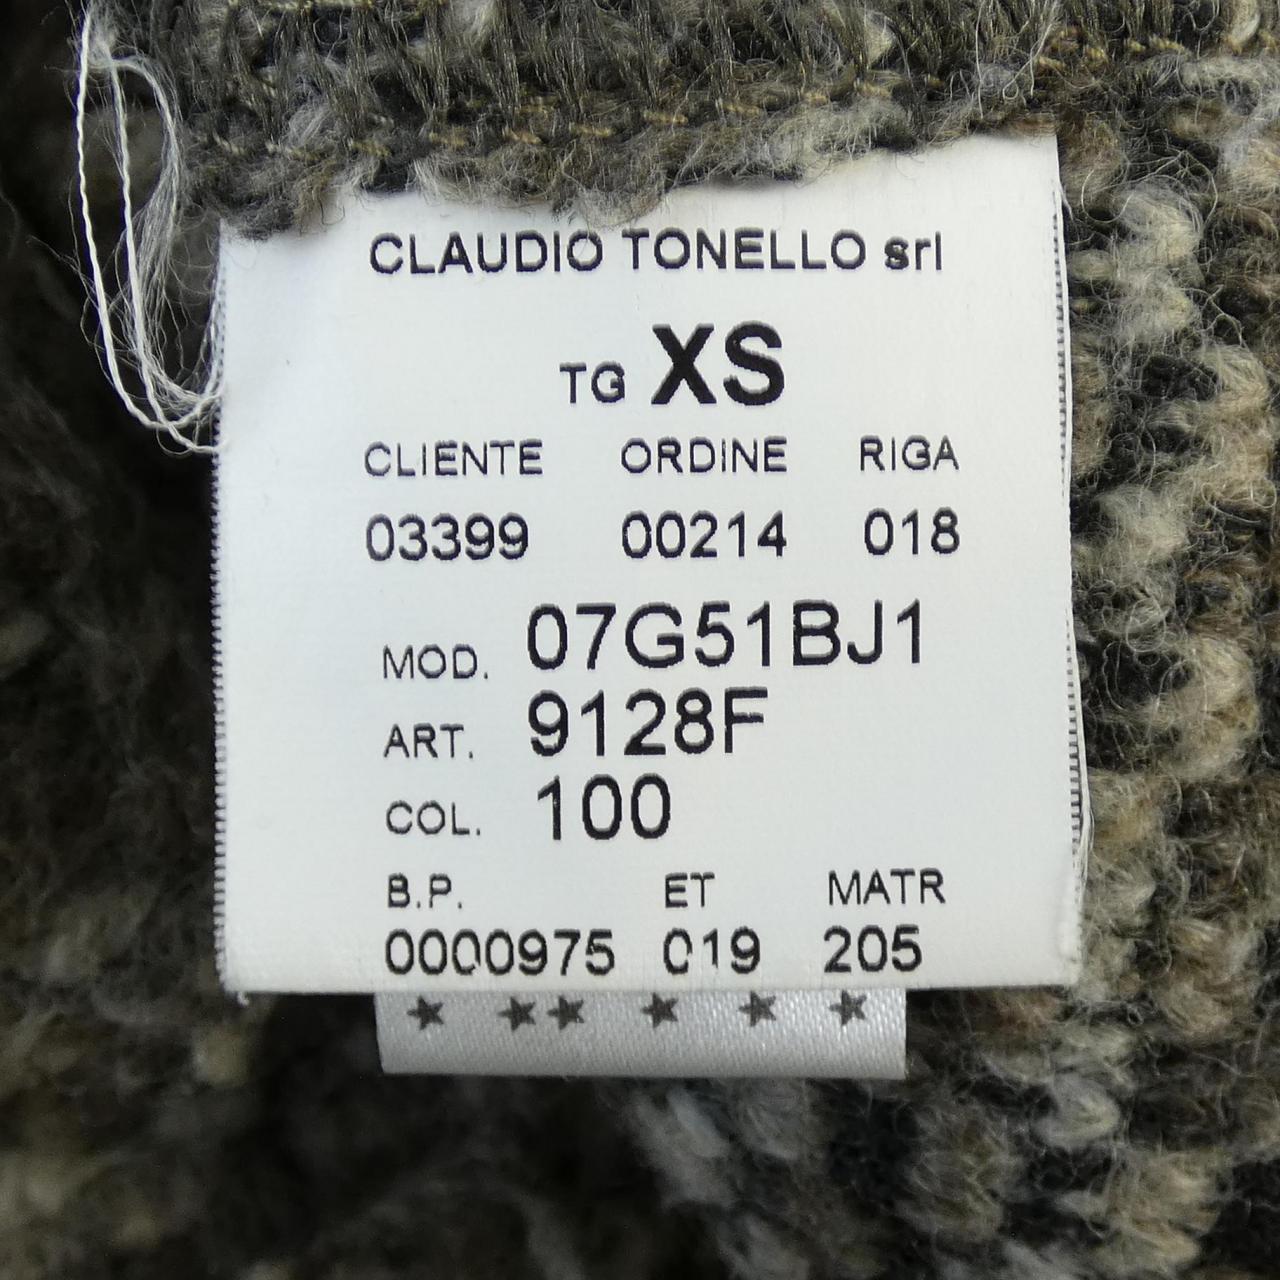 CLAUDIO TONELLO srl
TG XS
CLIENTE ORDINE RIGA
03399 00214 018
MOD. 07G51BJ1
ART. 9128F
COL. 100
B.P. ET MATR
0000975 019 205